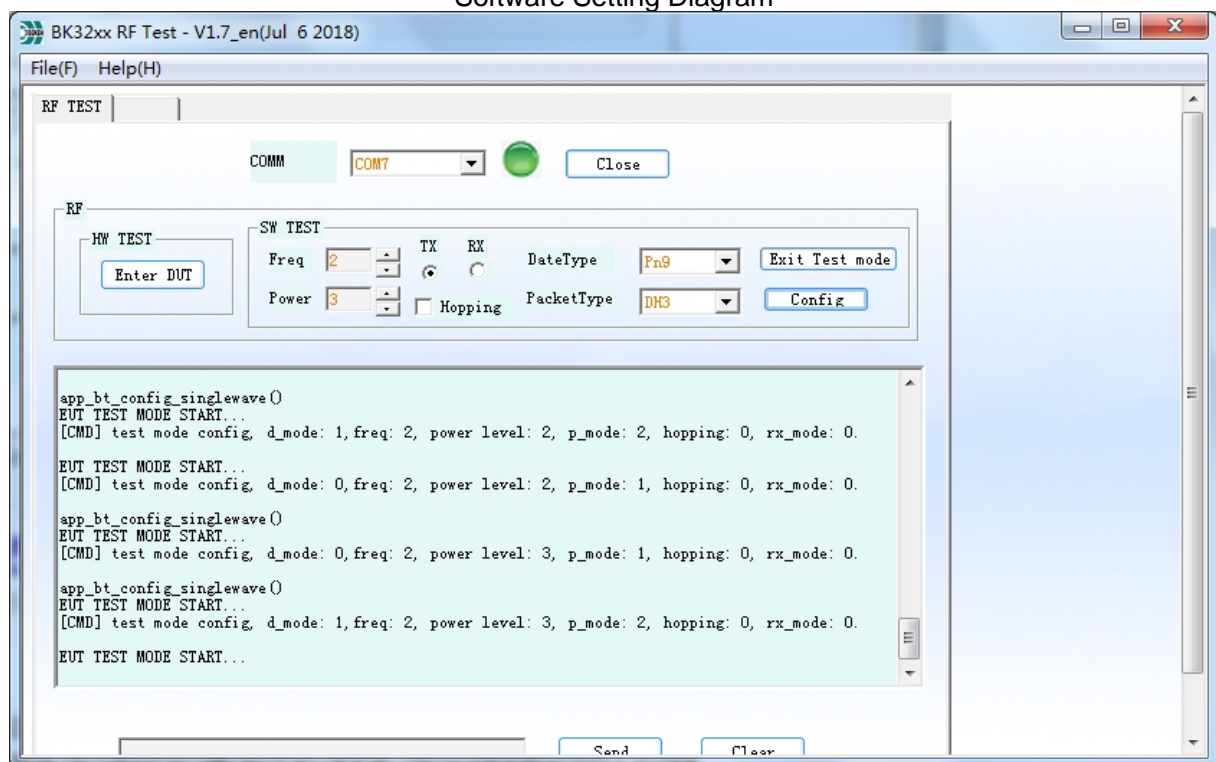 Software Setting Diagram
BK32xx RF Test - V1.7_en(Jul 6 2018)
File(F) Help(H)
RF TEST
COMM COM7 Close
RF
HW TEST SW TEST
Freq 2 TX RX DateType Pn9 Exit Test mode
Enter DUT
Power 3 Hopping PacketType DH3 Config
app_bt_config_singlewave()
EUT TEST MODE START...
[CMD] test mode config, d_mode: 1, freq: 2, power level: 2, p_mode: 2, hopping: 0, rx_mode: 0.
EUT TEST MODE START...
[CMD] test mode config, d_mode: 0, freq: 2, power level: 2, p_mode: 1, hopping: 0, rx_mode: 0.
app_bt_config_singlewave()
EUT TEST MODE START...
[CMD] test mode config, d_mode: 0, freq: 2, power level: 3, p_mode: 1, hopping: 0, rx_mode: 0.
app_bt_config_singlewave()
EUT TEST MODE START...
[CMD] test mode config, d_mode: 1, freq: 2, power level: 3, p_mode: 2, hopping: 0, rx_mode: 0.
EUT TEST MODE START...
Send Clear